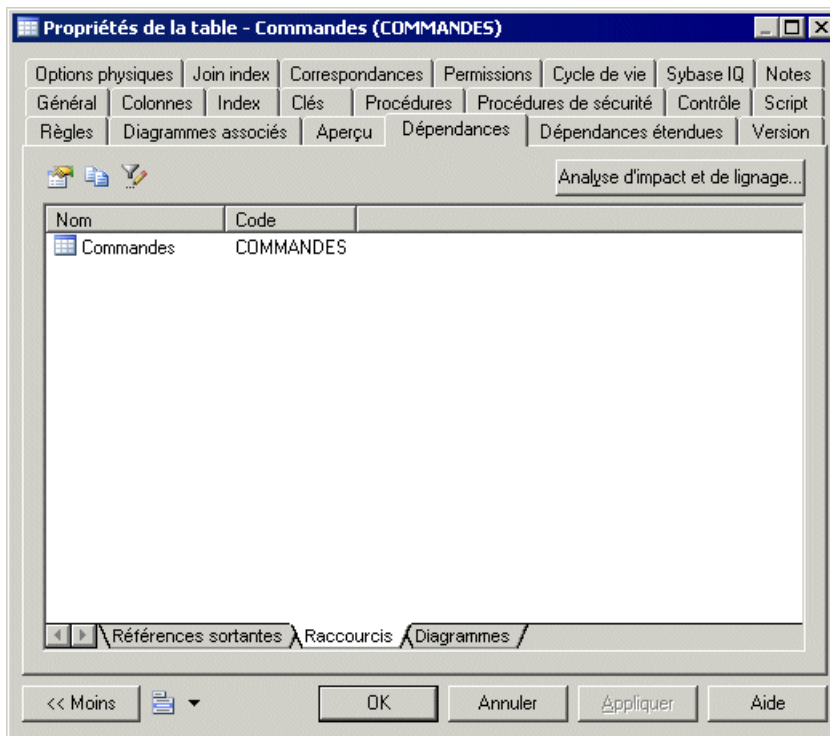 Propriétés de la table - Commandes (COMMANDES)
Options physiques Join index Correspondances Permissions Cycle de vie Sybase IQ Notes
Général Colonnes Index Clés Procédures Procédures de sécurité Contrôle Script
Règles Diagrammes associés Aperçu Dépendances Dépendances étendues Version
Analyse d'impact et de lignage...
Nom Code
Commandes COMMANDES
Références sortantes Raccourcis Diagrammes
<< Moins OK Annuler Appliquer Aide